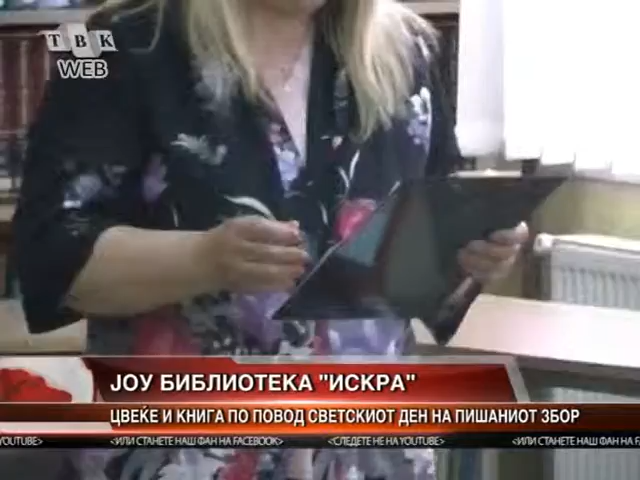 ТВК
WEB
ЈОУ БИБЛИОТЕКА "ИСКРА"
ЦВЕЌЕ И КНИГА ПО ПОВОД СВЕТСКИОТ ДЕН НА ПИШАНИОТ ЗБОР
YOUTUBE<> <ИЛИ СТАНЕТЕ НАШ ФАН НА FACEBOOK> <СЛЕДЕТЕ НЕ НА YOUTUBE> <ИЛИ СТАНЕТЕ НАШ ФАН НА FA